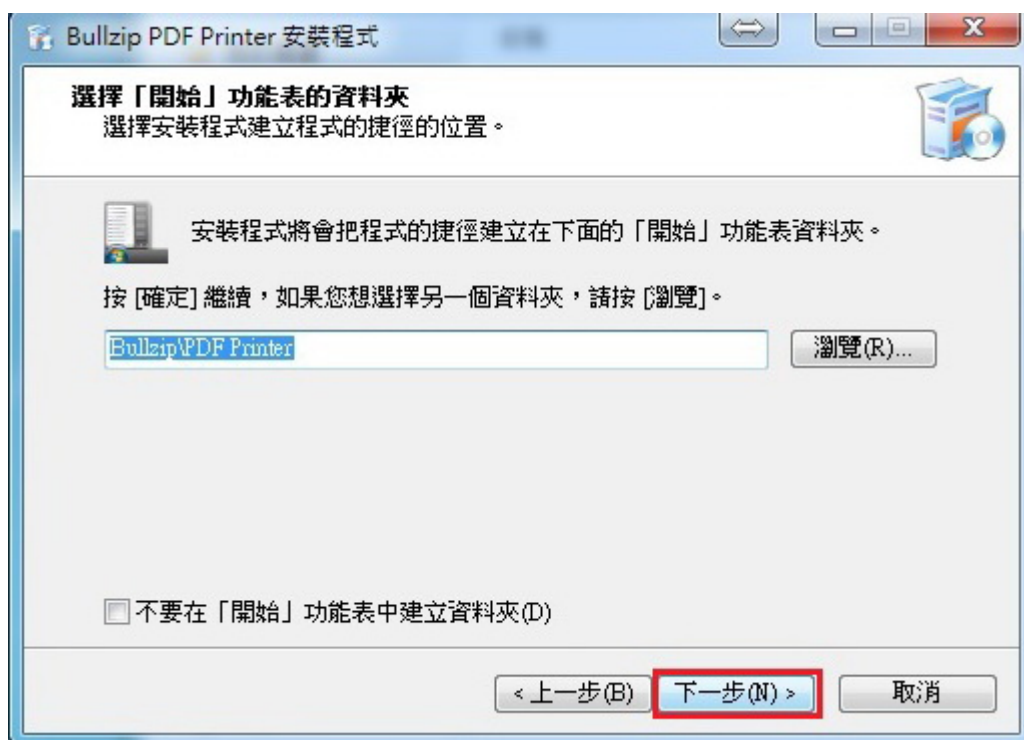 Bullzip PDF Printer 安裝程式
選擇「開始」功能表的資料夾
選擇安裝程式建立程式的捷徑的位置。
安裝程式將會把程式的捷徑建立在下面的「開始」功能表資料夾。
按 [確定] 繼續，如果您想選擇另一個資料夾，請按 [瀏覽]。
Bullzip\PDF Printer
瀏覽(R)...
不要在「開始」功能表中建立資料夾(D)
< 上一步(B) 下一步(N) > 取消